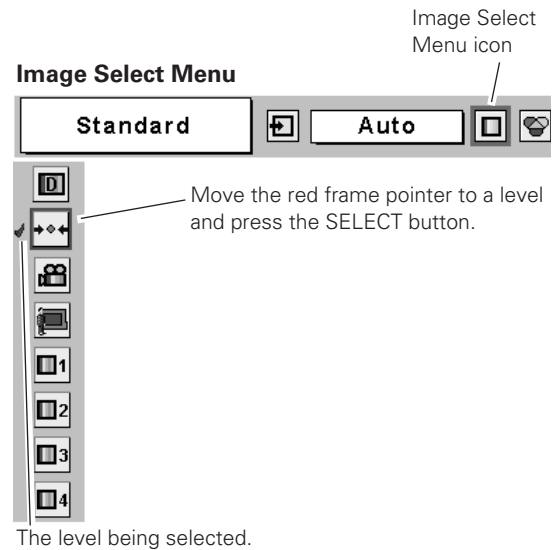 Image Select
Menu icon
Image Select Menu
Standard Auto
D
Move the red frame pointer to a level
and press the SELECT button.
1
2
3
4
The level being selected.